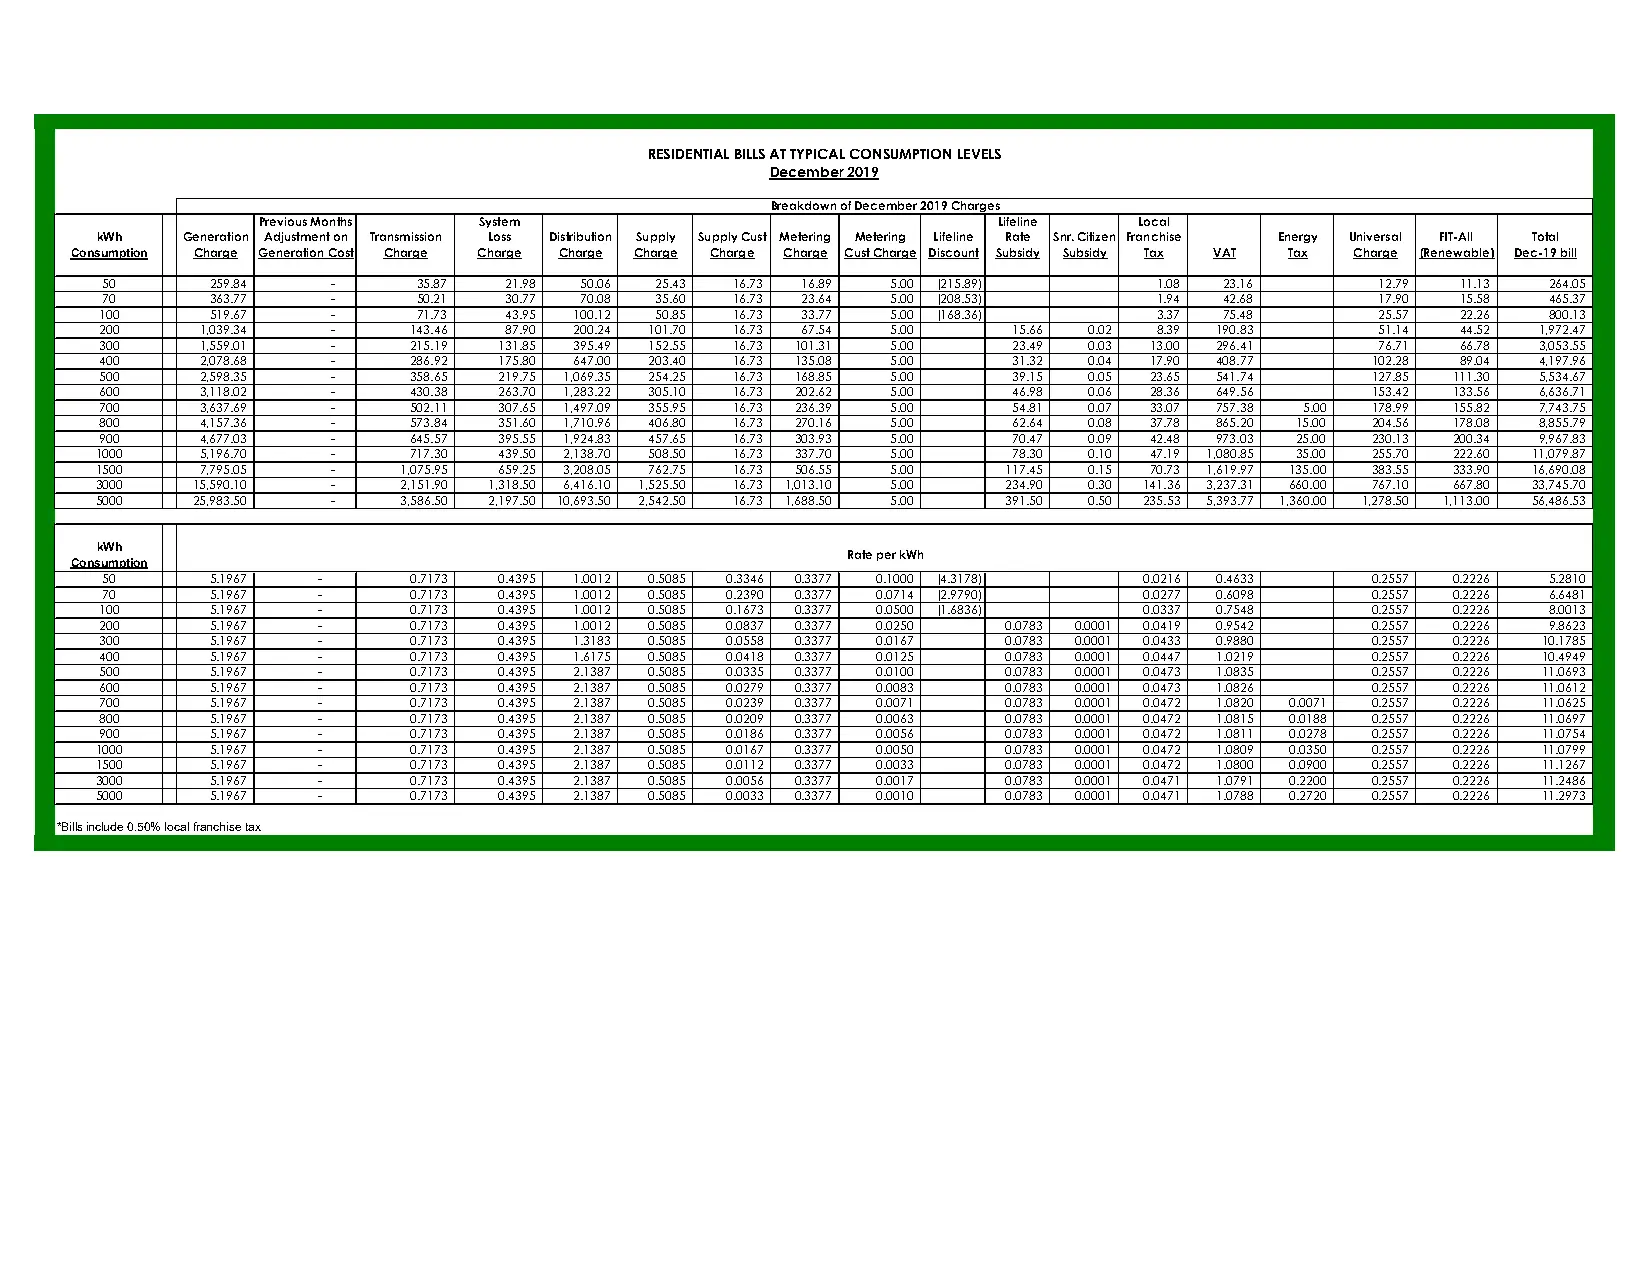 RESIDENTIAL BILLS AT TYPICAL CONSUMPTION LEVELS
December 2019
Breakdown of December 2019 Charges
kWh Consumption Generation Charge Previous Months Adjustment on Generation Cost Transmission Charge System Loss Charge Distribution Charge Supply Charge Supply Cust Charge Metering Charge Metering Cust Charge Lifeline Discount Lifeline Rate Subsidy Snr. Citizen Subsidy Local Franchise Tax VAT Energy Tax Universal Charge FIT-All (Renewable) Total Dec-19 bill
50 259.84 - 35.87 21.98 50.06 25.43 16.73 16.89 5.00 (215.89) 1.08 23.16 12.79 11.13 264.05
70 363.77 - 50.21 30.77 70.08 35.60 16.73 23.64 5.00 (208.53) 1.94 42.68 17.90 15.58 465.37
100 519.67 - 71.73 43.95 100.12 50.85 16.73 33.77 5.00 (168.36) 3.37 75.48 25.57 22.26 800.13
200 1,039.34 - 143.46 87.90 200.24 101.70 16.73 67.54 5.00 15.66 0.02 8.39 190.83 51.14 44.52 1,972.47
300 1,559.01 - 215.19 131.85 395.49 152.55 16.73 101.31 5.00 23.49 0.03 13.00 296.41 76.71 66.78 3,053.55
400 2,078.68 - 286.92 175.80 647.00 203.40 16.73 135.08 5.00 31.32 0.04 17.90 408.77 102.28 89.04 4,197.96
500 2,598.35 - 358.65 219.75 1,069.35 254.25 16.73 168.85 5.00 39.15 0.05 23.65 541.74 127.85 111.30 5,534.67
600 3,118.02 - 430.38 263.70 1,283.22 305.10 16.73 202.62 5.00 46.98 0.06 28.36 649.56 153.42 133.56 6,636.71
700 3,637.69 - 502.11 307.65 1,497.09 355.95 16.73 236.39 5.00 54.81 0.07 33.07 757.38 5.00 178.99 155.82 7,743.75
800 4,157.36 - 573.84 351.60 1,710.96 406.80 16.73 270.16 5.00 62.64 0.08 37.78 865.20 15.00 204.56 178.08 8,855.79
900 4,677.03 - 645.57 395.55 1,924.83 457.65 16.73 303.93 5.00 70.47 0.09 42.48 973.03 25.00 230.13 200.34 9,967.83
1000 5,196.70 - 717.30 439.50 2,138.70 508.50 16.73 337.70 5.00 78.30 0.10 47.19 1,080.85 35.00 255.70 222.60 11,079.87
1500 7,795.05 - 1,075.95 659.25 3,208.05 762.75 16.73 506.55 5.00 117.45 0.15 70.73 1,619.97 135.00 383.55 333.90 16,690.08
3000 15,590.10 - 2,151.90 1,318.50 6,416.10 1,525.50 16.73 1,013.10 5.00 234.90 0.30 141.36 3,237.31 660.00 767.10 667.80 33,745.70
5000 25,983.50 - 3,586.50 2,197.50 10,693.50 2,542.50 16.73 1,688.50 5.00 391.50 0.50 235.53 5,393.77 1,360.00 1,278.50 1,113.00 56,486.53
kWh Consumption Rate per kWh
50 5.1967 - 0.7173 0.4395 1.0012 0.5085 0.3346 0.3377 0.1000 (4.3178) 0.0216 0.4633 0.2557 0.2226 5.2810
70 5.1967 - 0.7173 0.4395 1.0012 0.5085 0.2390 0.3377 0.0714 (2.9790) 0.0277 0.6098 0.2557 0.2226 6.6481
100 5.1967 - 0.7173 0.4395 1.0012 0.5085 0.1673 0.3377 0.0500 (1.6836) 0.0337 0.7548 0.2557 0.2226 8.0013
200 5.1967 - 0.7173 0.4395 1.0012 0.5085 0.0837 0.3377 0.0250 0.0783 0.0001 0.0419 0.9542 0.2557 0.2226 9.8623
300 5.1967 - 0.7173 0.4395 1.3183 0.5085 0.0558 0.3377 0.0167 0.0783 0.0001 0.0433 0.9880 0.2557 0.2226 10.1785
400 5.1967 - 0.7173 0.4395 1.6175 0.5085 0.0418 0.3377 0.0125 0.0783 0.0001 0.0447 1.0219 0.2557 0.2226 10.4949
500 5.1967 - 0.7173 0.4395 2.1387 0.5085 0.0335 0.3377 0.0100 0.0783 0.0001 0.0473 1.0835 0.2557 0.2226 11.0693
600 5.1967 - 0.7173 0.4395 2.1387 0.5085 0.0279 0.3377 0.0083 0.0783 0.0001 0.0473 1.0826 0.2557 0.2226 11.0612
700 5.1967 - 0.7173 0.4395 2.1387 0.5085 0.0239 0.3377 0.0071 0.0783 0.0001 0.0472 1.0820 0.0071 0.2557 0.2226 11.0625
800 5.1967 - 0.7173 0.4395 2.1387 0.5085 0.0209 0.3377 0.0063 0.0783 0.0001 0.0472 1.0815 0.0188 0.2557 0.2226 11.0697
900 5.1967 - 0.7173 0.4395 2.1387 0.5085 0.0186 0.3377 0.0056 0.0783 0.0001 0.0472 1.0811 0.0278 0.2557 0.2226 11.0754
1000 5.1967 - 0.7173 0.4395 2.1387 0.5085 0.0167 0.3377 0.0050 0.0783 0.0001 0.0472 1.0809 0.0350 0.2557 0.2226 11.0799
1500 5.1967 - 0.7173 0.4395 2.1387 0.5085 0.0112 0.3377 0.0033 0.0783 0.0001 0.0472 1.0800 0.0900 0.2557 0.2226 11.1267
3000 5.1967 - 0.7173 0.4395 2.1387 0.5085 0.0056 0.3377 0.0017 0.0783 0.0001 0.0471 1.0791 0.2200 0.2557 0.2226 11.2486
5000 5.1967 - 0.7173 0.4395 2.1387 0.5085 0.0033 0.3377 0.0010 0.0783 0.0001 0.0471 1.0788 0.2720 0.2557 0.2226 11.2973
*Bills include 0.50% local franchise tax